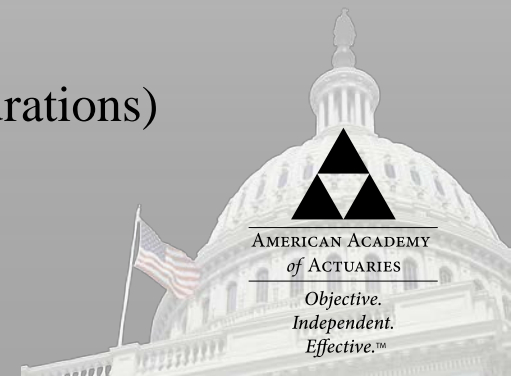 rations)
AMERICAN ACADEMY
of ACTUARIES
Objective.
Independent.
Effective.™